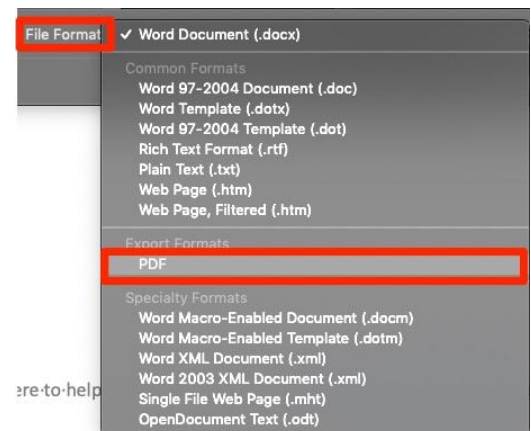 File Format
✓ Word Document (.docx)
Common Formats
Word 97-2004 Document (.doc)
Word Template (.dotx)
Word 97-2004 Template (.dot)
Rich Text Format (.rtf)
Plain Text (.txt)
Web Page (.htm)
Web Page, Filtered (.htm)
Export Formats
PDF
Specialty Formats
Word Macro-Enabled Document (.docm)
Word Macro-Enabled Template (.dotm)
Word XML Document (.xml)
Word 2003 XML Document (.xml)
Single File Web Page (.mht)
OpenDocument Text (.odt)
ere·to·help